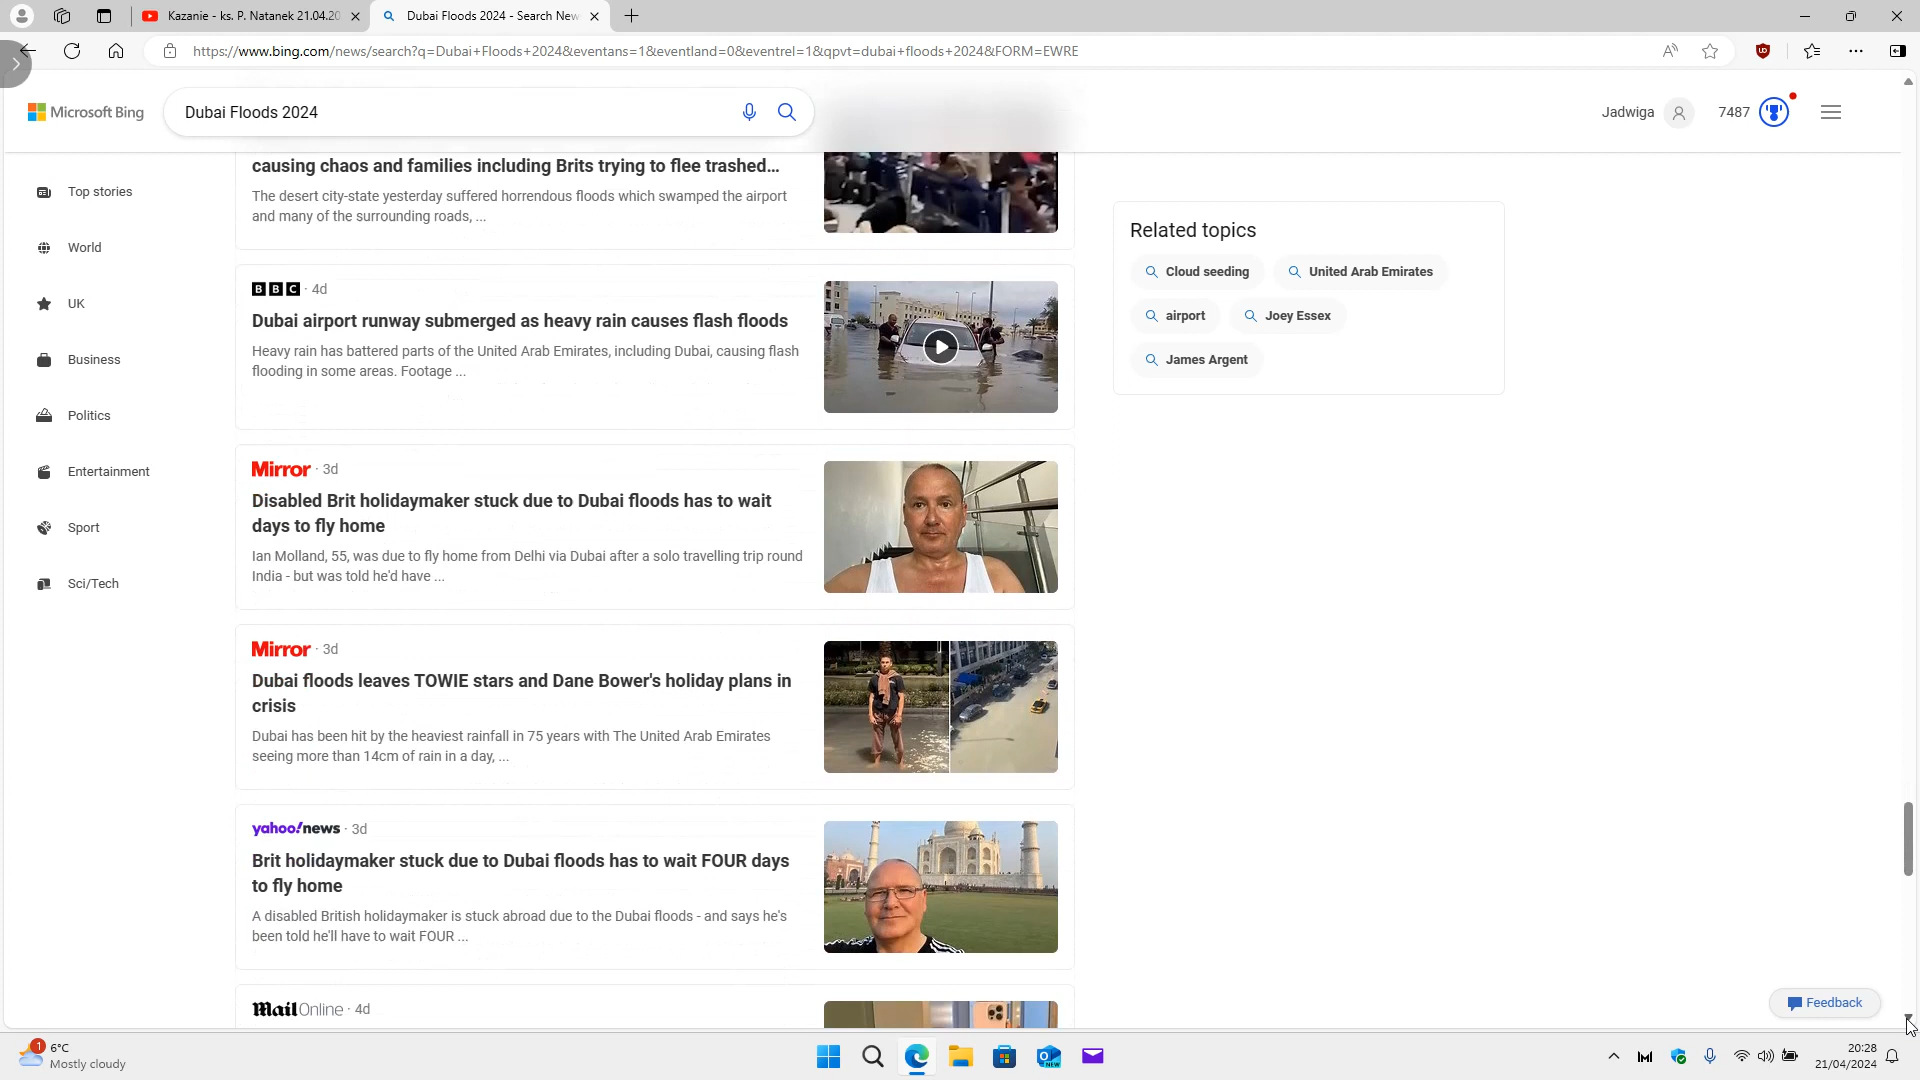 Kazanie - ks. P. Natanek 21.04.20
Dubai Floods 2024 - Search New
https://www.bing.com/news/search?q=Dubai+Floods+2024&eventans=1&eventland=0&eventrel=1&qpvt=dubai+floods+2024&FORM=EWRE
Microsoft Bing
Dubai Floods 2024
Jadwiga
7487
Top stories
World
UK
Business
Politics
Entertainment
Sport
Sci/Tech
causing chaos and families including Brits trying to flee trashed...
The desert city-state yesterday suffered horrendous floods which swamped the airport
and many of the surrounding roads, ...
BBC · 4d
Dubai airport runway submerged as heavy rain causes flash floods
Heavy rain has battered parts of the United Arab Emirates, including Dubai, causing flash
flooding in some areas. Footage ...
Mirror · 3d
Disabled Brit holidaymaker stuck due to Dubai floods has to wait
days to fly home
Ian Molland, 55, was due to fly home from Delhi via Dubai after a solo travelling trip round
India - but was told he'd have ...
Mirror · 3d
Dubai floods leaves TOWIE stars and Dane Bower's holiday plans in
crisis
Dubai has been hit by the heaviest rainfall in 75 years with The United Arab Emirates
seeing more than 14cm of rain in a day, ...
yahoo!news · 3d
Brit holidaymaker stuck due to Dubai floods has to wait FOUR days
to fly home
A disabled British holidaymaker is stuck abroad due to the Dubai floods - and says he's
been told he'll have to wait FOUR ...
Mail Online · 4d
Related topics
Cloud seeding
United Arab Emirates
airport
Joey Essex
James Argent
Feedback
1
6°C
Mostly cloudy
20:28
21/04/2024